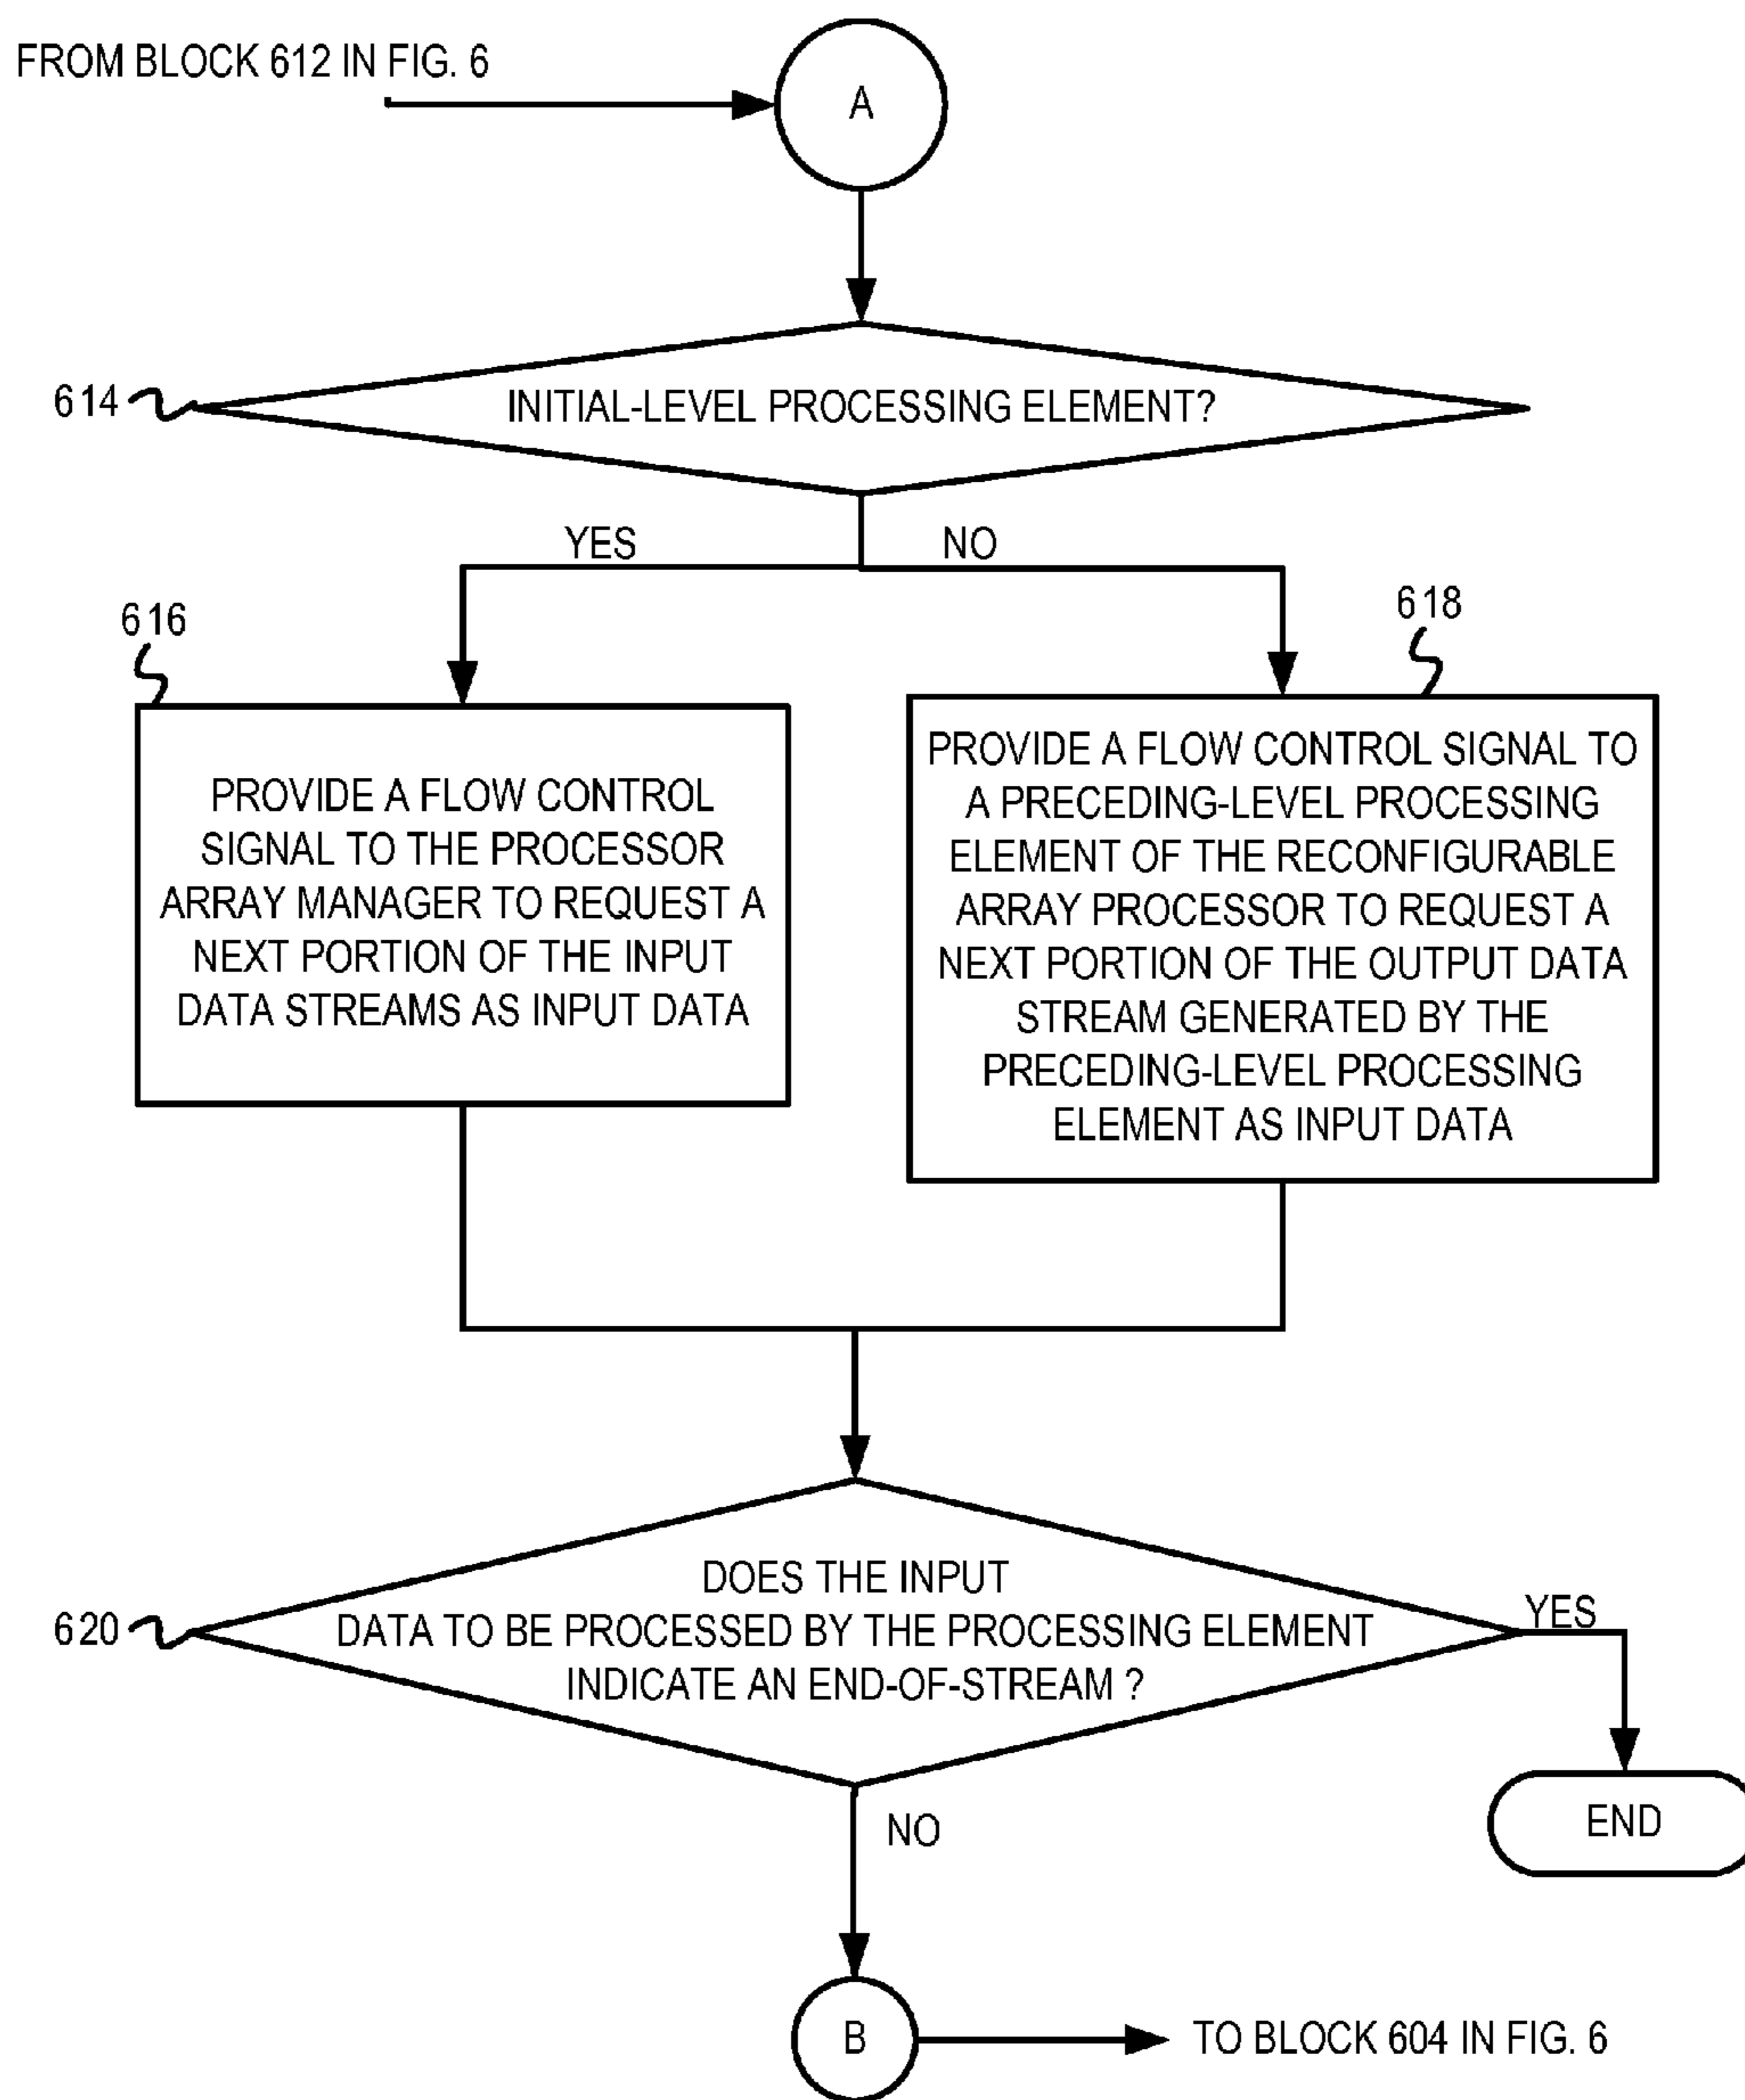 FROM BLOCK 612 IN FIG. 6
A
614
INITIAL-LEVEL PROCESSING ELEMENT?
YES
NO
616
618
PROVIDE A FLOW CONTROL
SIGNAL TO THE PROCESSOR
ARRAY MANAGER TO REQUEST A
NEXT PORTION OF THE INPUT
DATA STREAMS AS INPUT DATA
PROVIDE A FLOW CONTROL SIGNAL TO
A PRECEDING-LEVEL PROCESSING
ELEMENT OF THE RECONFIGURABLE
ARRAY PROCESSOR TO REQUEST A
NEXT PORTION OF THE OUTPUT DATA
STREAM GENERATED BY THE
PRECEDING-LEVEL PROCESSING
ELEMENT AS INPUT DATA
620
DOES THE INPUT
DATA TO BE PROCESSED BY THE PROCESSING ELEMENT
INDICATE AN END-OF-STREAM ?
YES
END
NO
B
TO BLOCK 604 IN FIG. 6